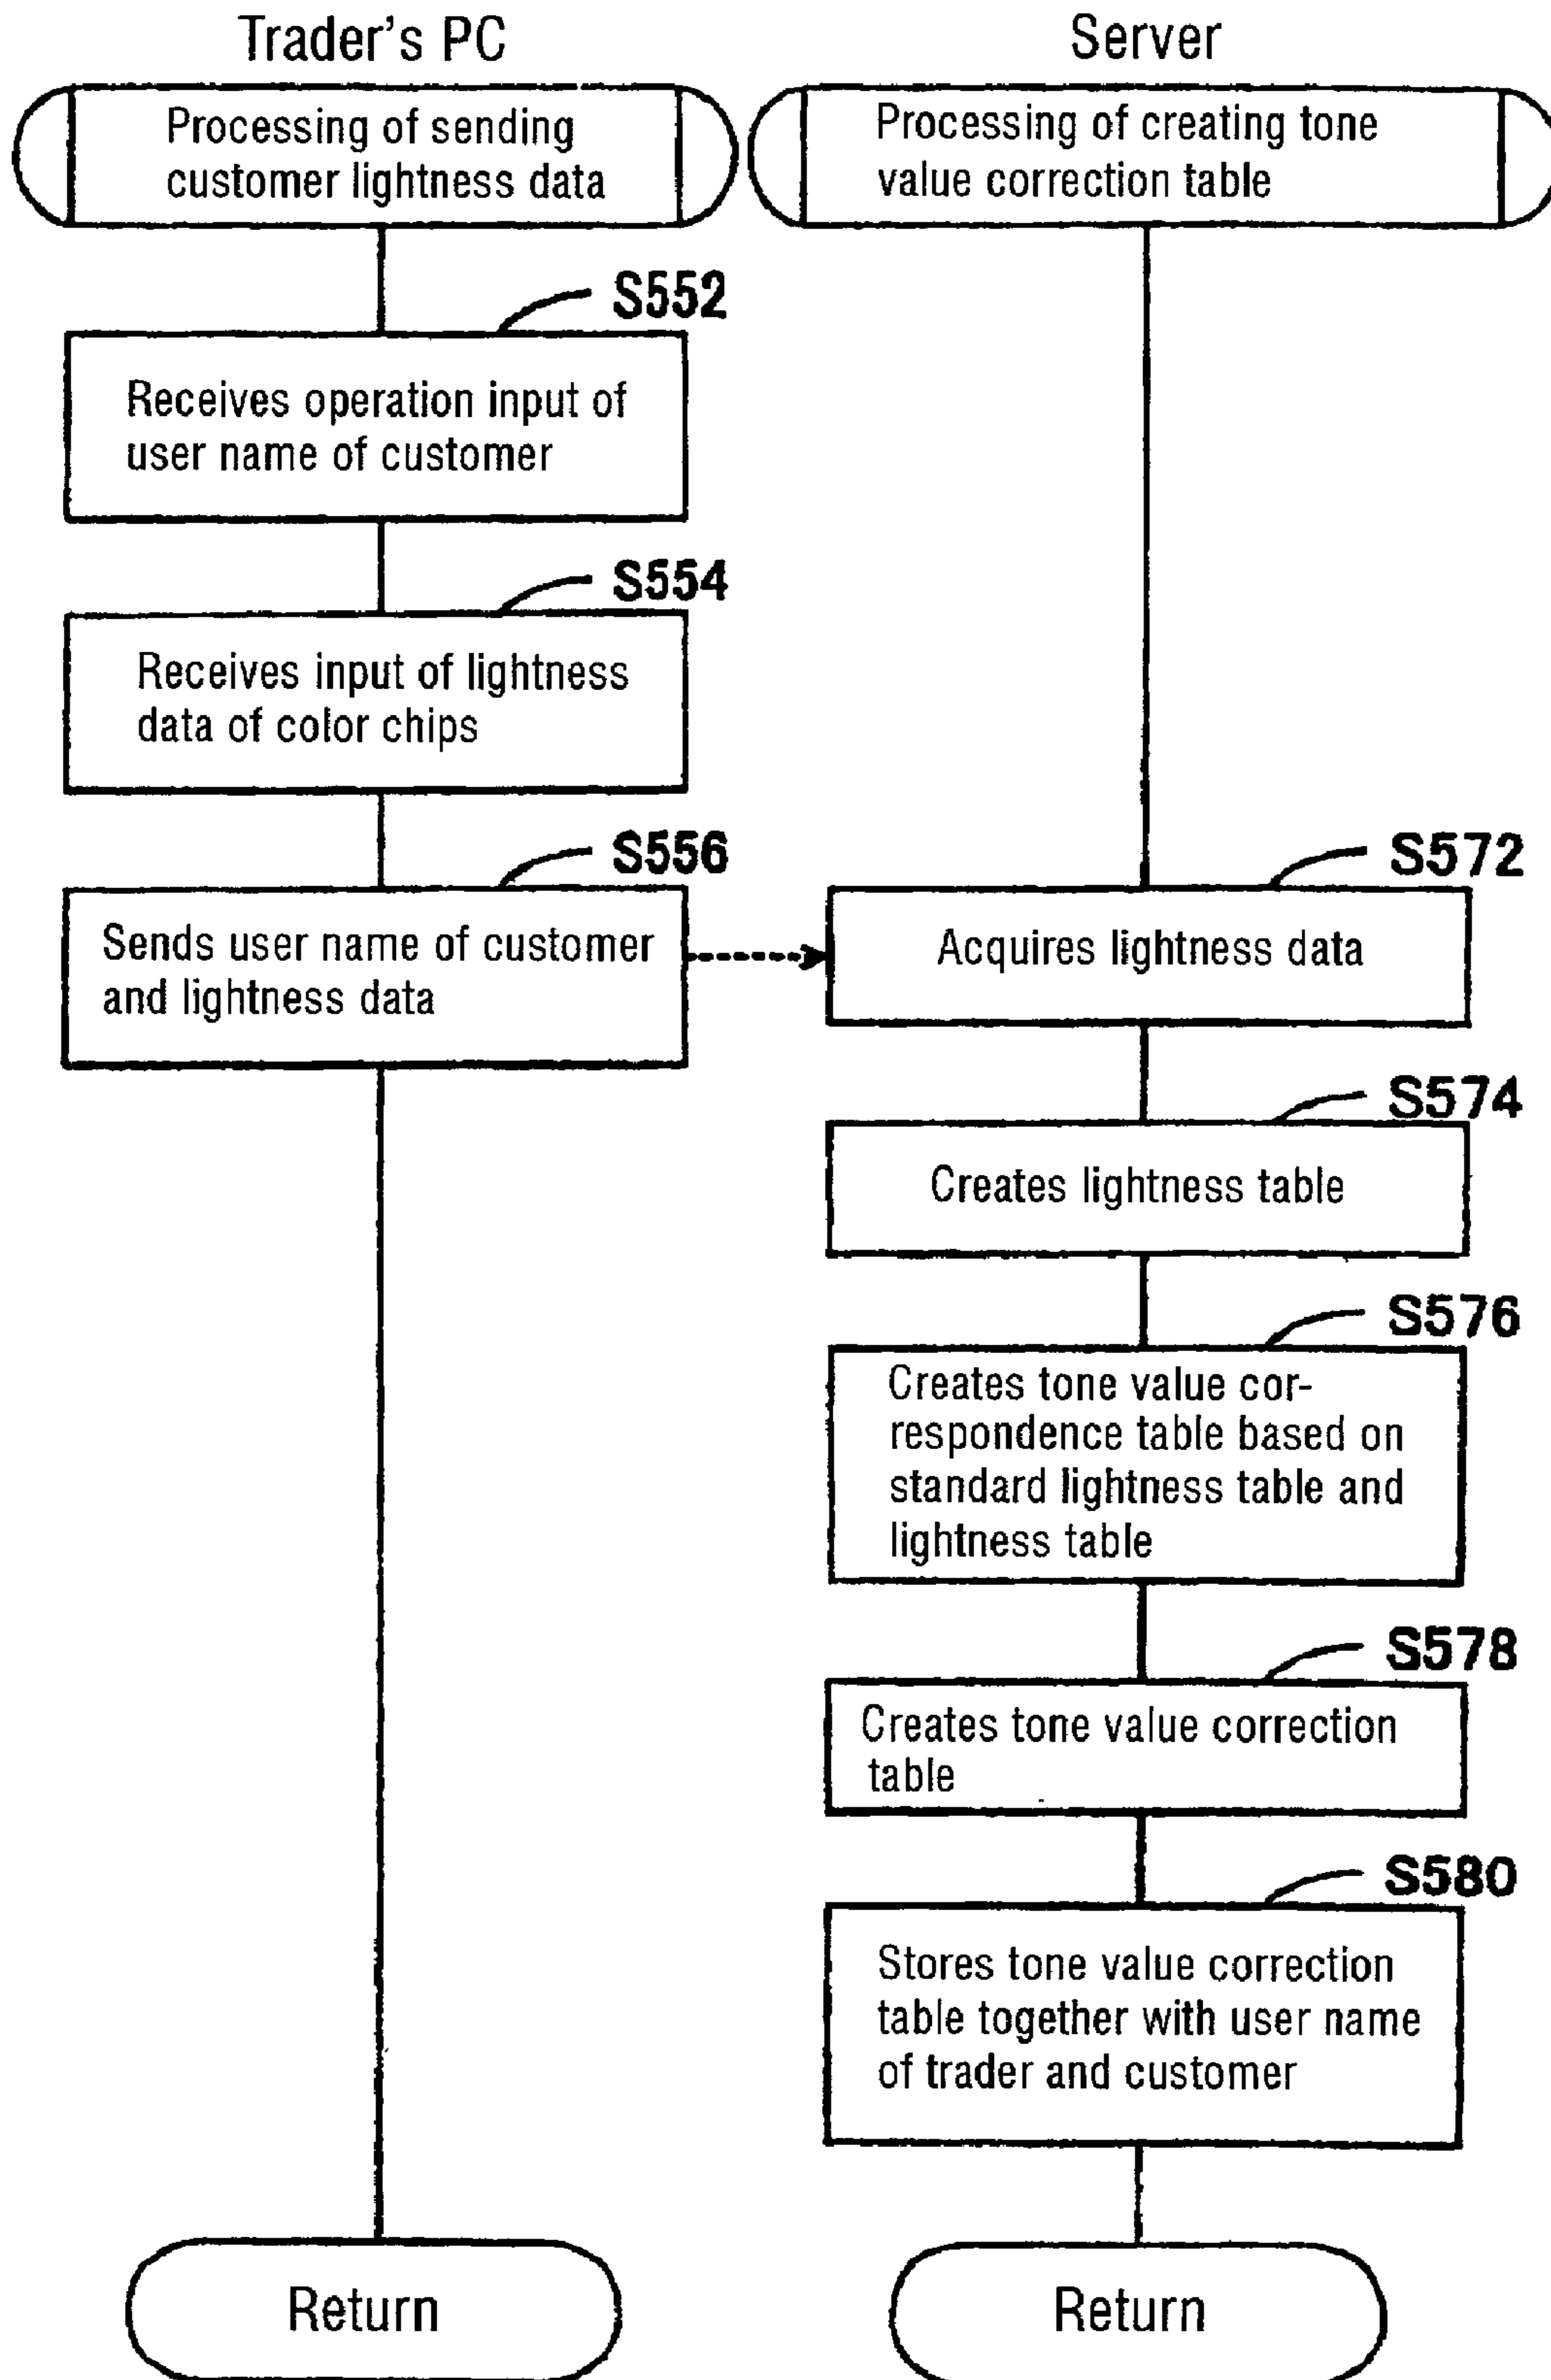 Trader's PC
Processing of sending
customer lightness data
S552
Receives operation input of
user name of customer
S554
Receives input of lightness
data of color chips
S556
Sends user name of customer
and lightness data
Return
Server
Processing of creating tone
value correction table
S572
Acquires lightness data
S574
Creates lightness table
S576
Creates tone value cor-
respondence table based on
standard lightness table and
lightness table
S578
Creates tone value correction
table
S580
Stores tone value correction
table together with user name
of trader and customer
Return